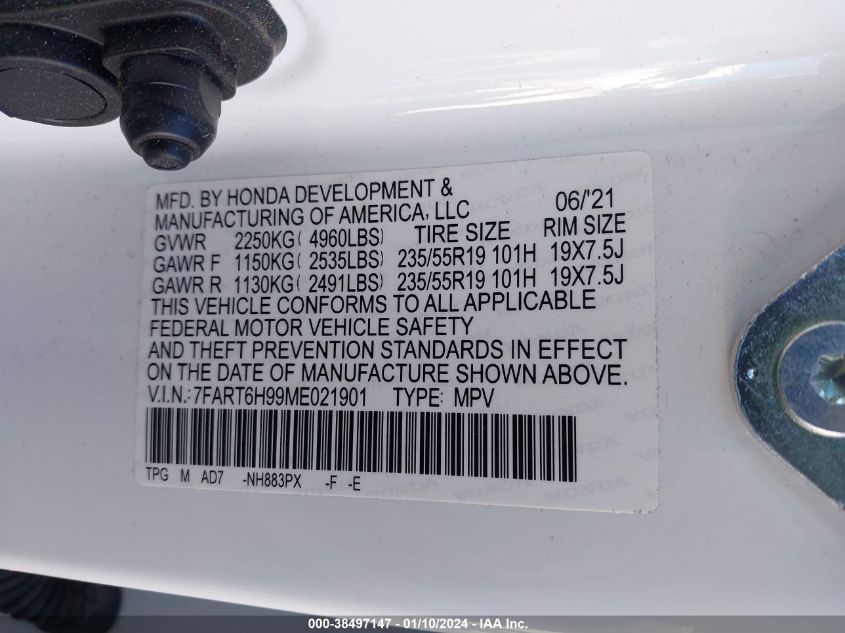 MFD. BY HONDA DEVELOPMENT & 06/'21
MANUFACTURING OF AMERICA, LLC
GVWR 2250KG( 4960LBS) TIRE SIZE RIM SIZE
GAWR F 1150KG( 2535LBS) 235/55R19 101H 19X7.5J
GAWR R 1130KG( 2491LBS) 235/55R19 101H 19X7.5J
THIS VEHICLE CONFORMS TO ALL APPLICABLE
FEDERAL MOTOR VEHICLE SAFETY
AND THEFT PREVENTION STANDARDS IN EFFECT
ON THE DATE OF MANUFACTURE SHOWN ABOVE.
V.I.N.:7FART6H99ME021901 TYPE: MPV
TPG M AD7 -NH883PX -F -E
000-38497147 - 01/10/2024 - IAA Inc.